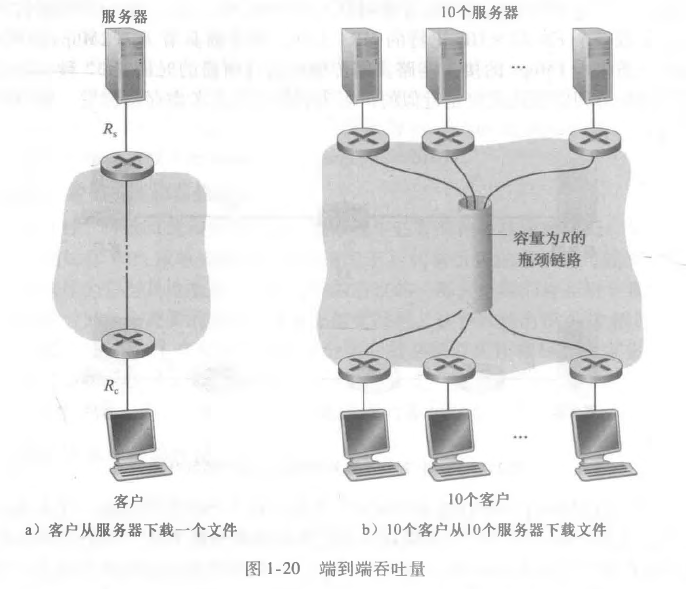 服务器
10个服务器
...
Rs
容量为R的
瓶颈链路
Rc
...
客户
10个客户
a）客户从服务器下载一个文件
b）10个客户从10个服务器下载文件
图1-20 端到端吞吐量